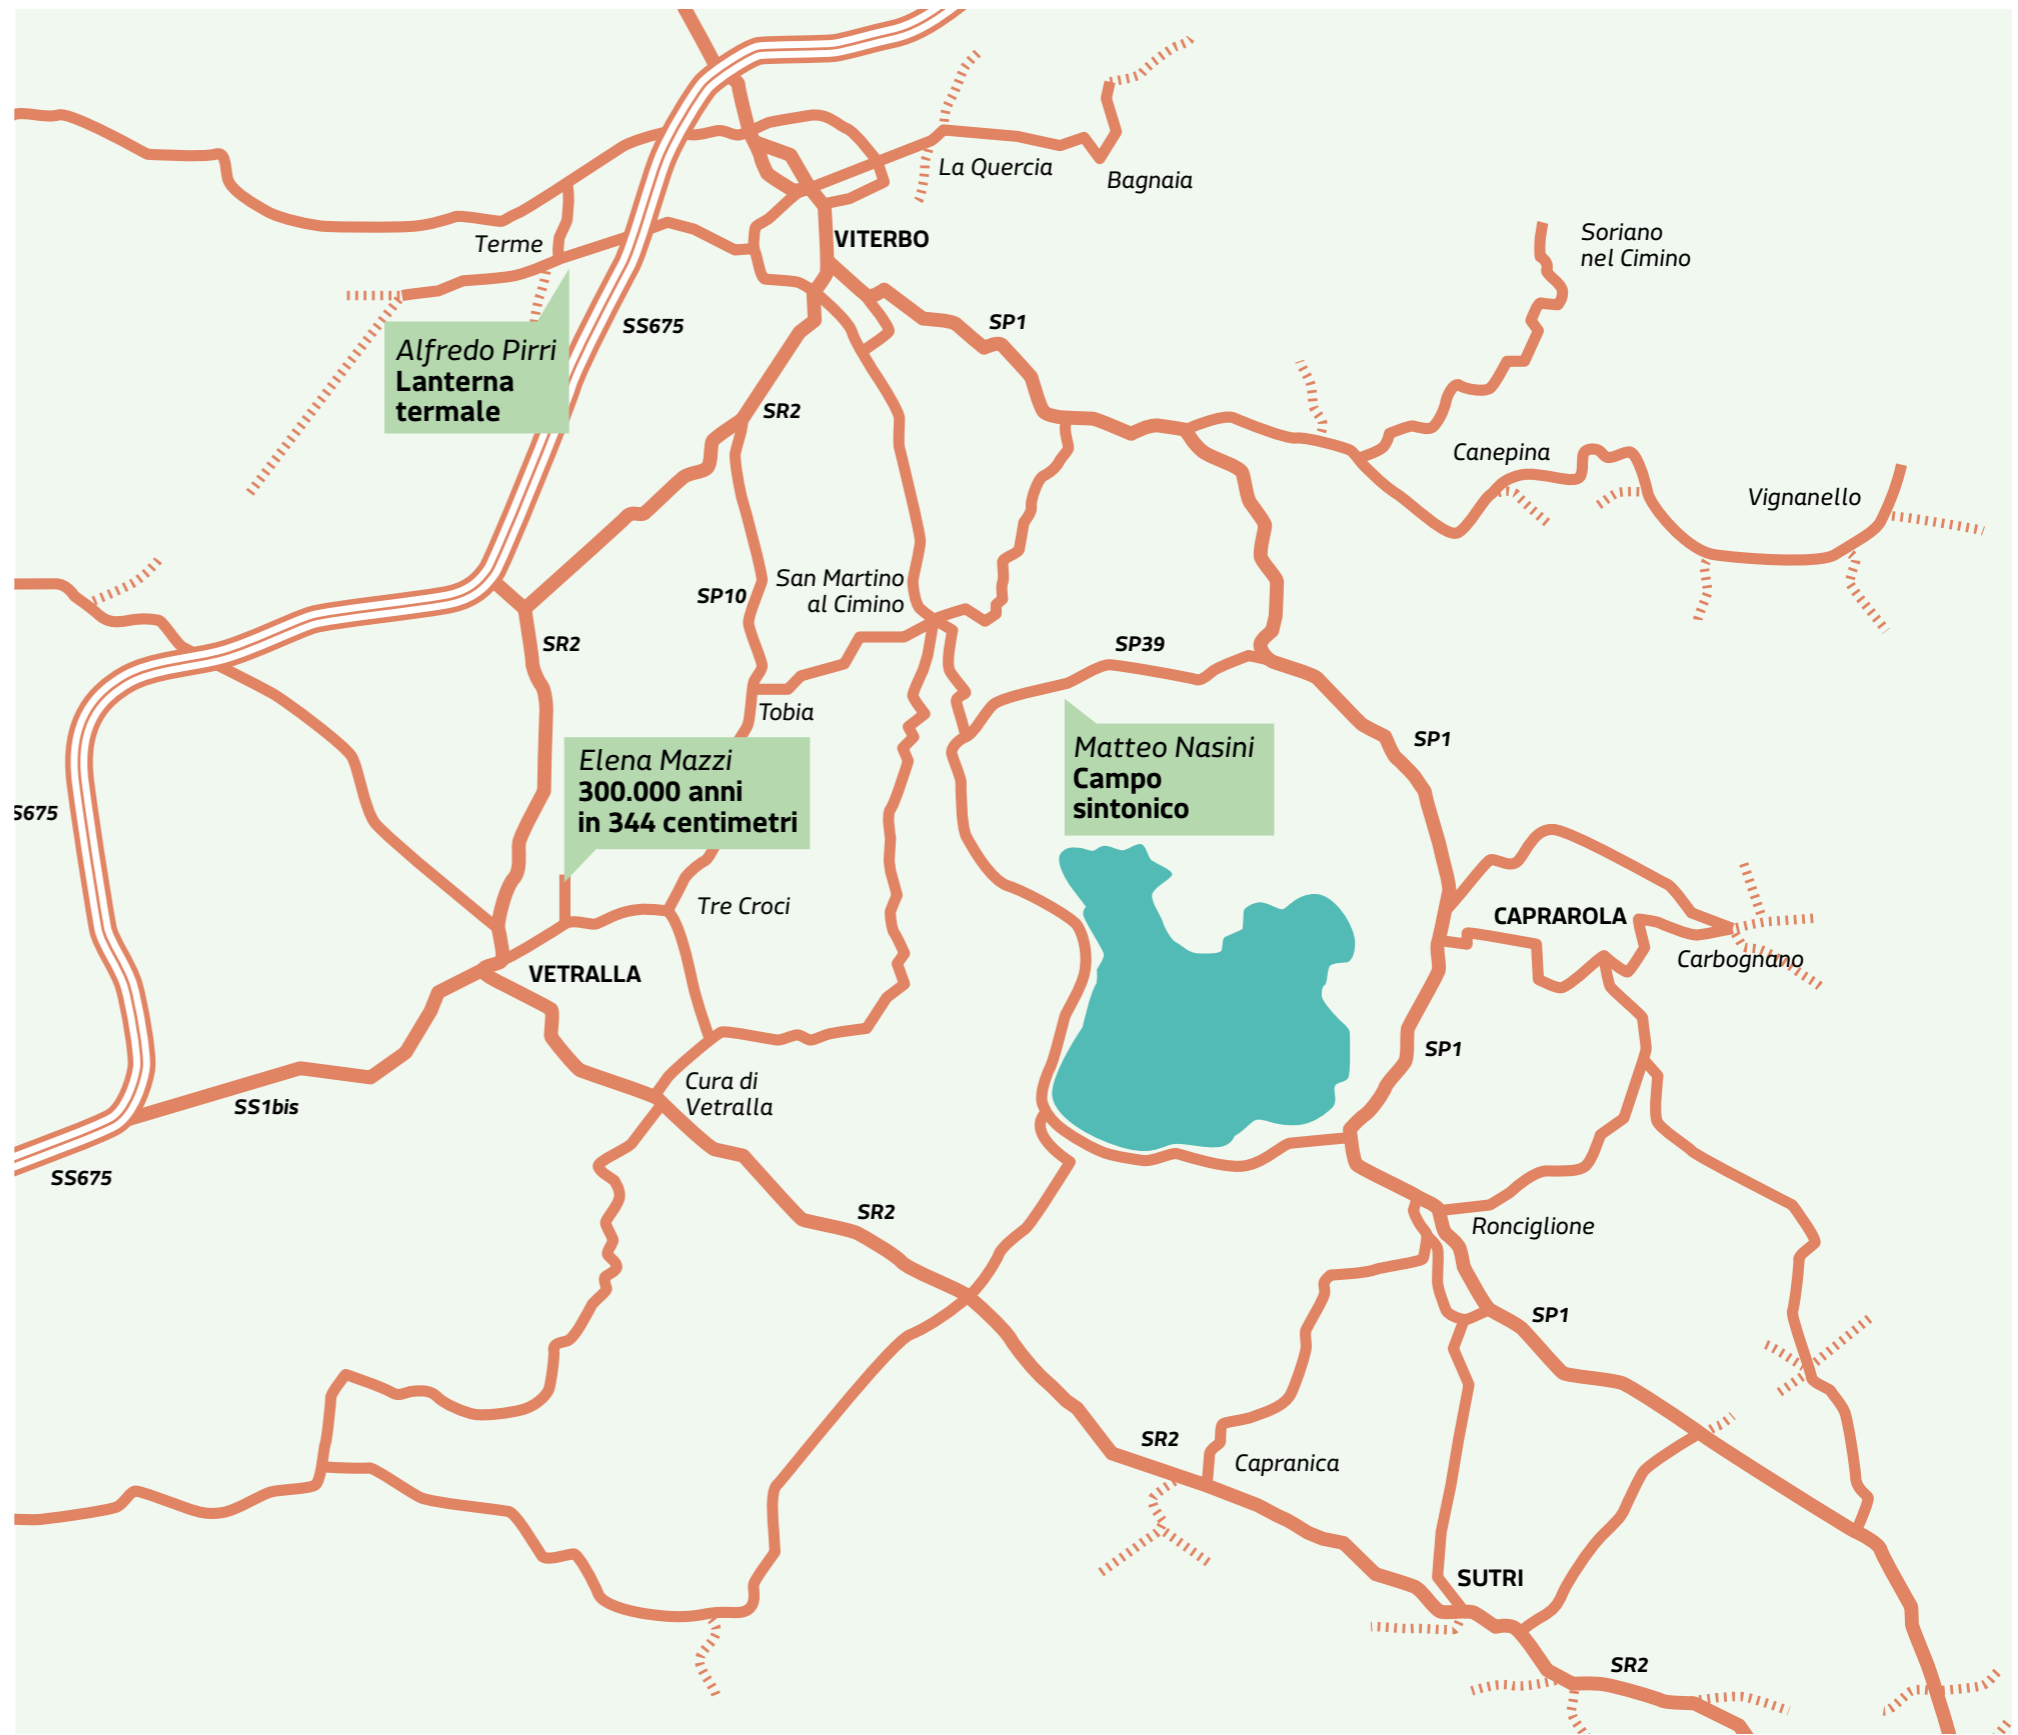 La Quercia
Bagnaia
VITERBO
Terme
Soriano
nel Cimino
SS675
SP1
Alfredo Pirri
Lanterna
termale
SR2
Canepina
Vignanello
San Martino
al Cimino
SP10
SR2
SP39
Tobia
SP1
Elena Mazzi
300.000 anni
in 344 centimetri
Matteo Nasini
Campo
sintonico
S675
Tre Croci
CAPRAROLA
Carbognano
VETRALLA
SP1
Cura di
Vetralla
SS1bis
SS675
SR2
Ronciglione
SP1
SR2
Capranica
SUTRI
SR2